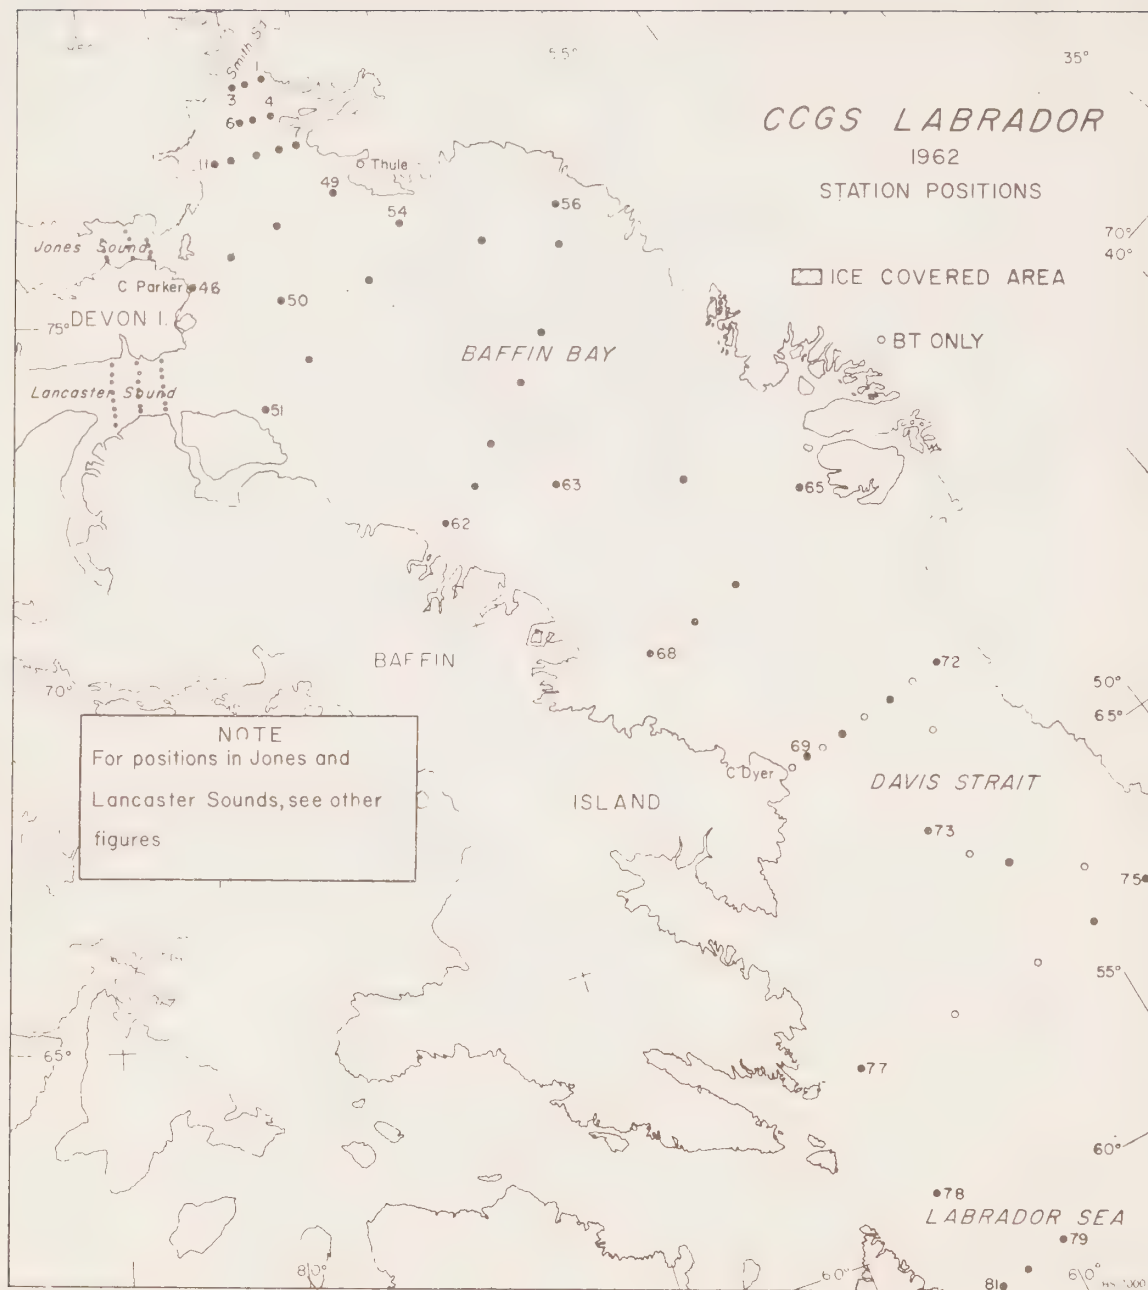 Smith Sd
55°
35°
1
3
4
6
7
11
CCGS LABRADOR
1962
STATION POSITIONS
Thule
49
54
56
70°
40°
Jones Sound
C Parker
46
50
ICE COVERED AREA
75°
DEVON I.
BT ONLY
BAFFIN BAY
Lancaster Sound
51
63
65
62
BAFFIN
68
72
70°
50°
65°
NOTE
For positions in Jones and
Lancaster Sounds, see other
figures
69
C Dyer
DAVIS STRAIT
ISLAND
73
75
55°
65°
77
60°
78
LABRADOR SEA
79
80°
60°
81
60°